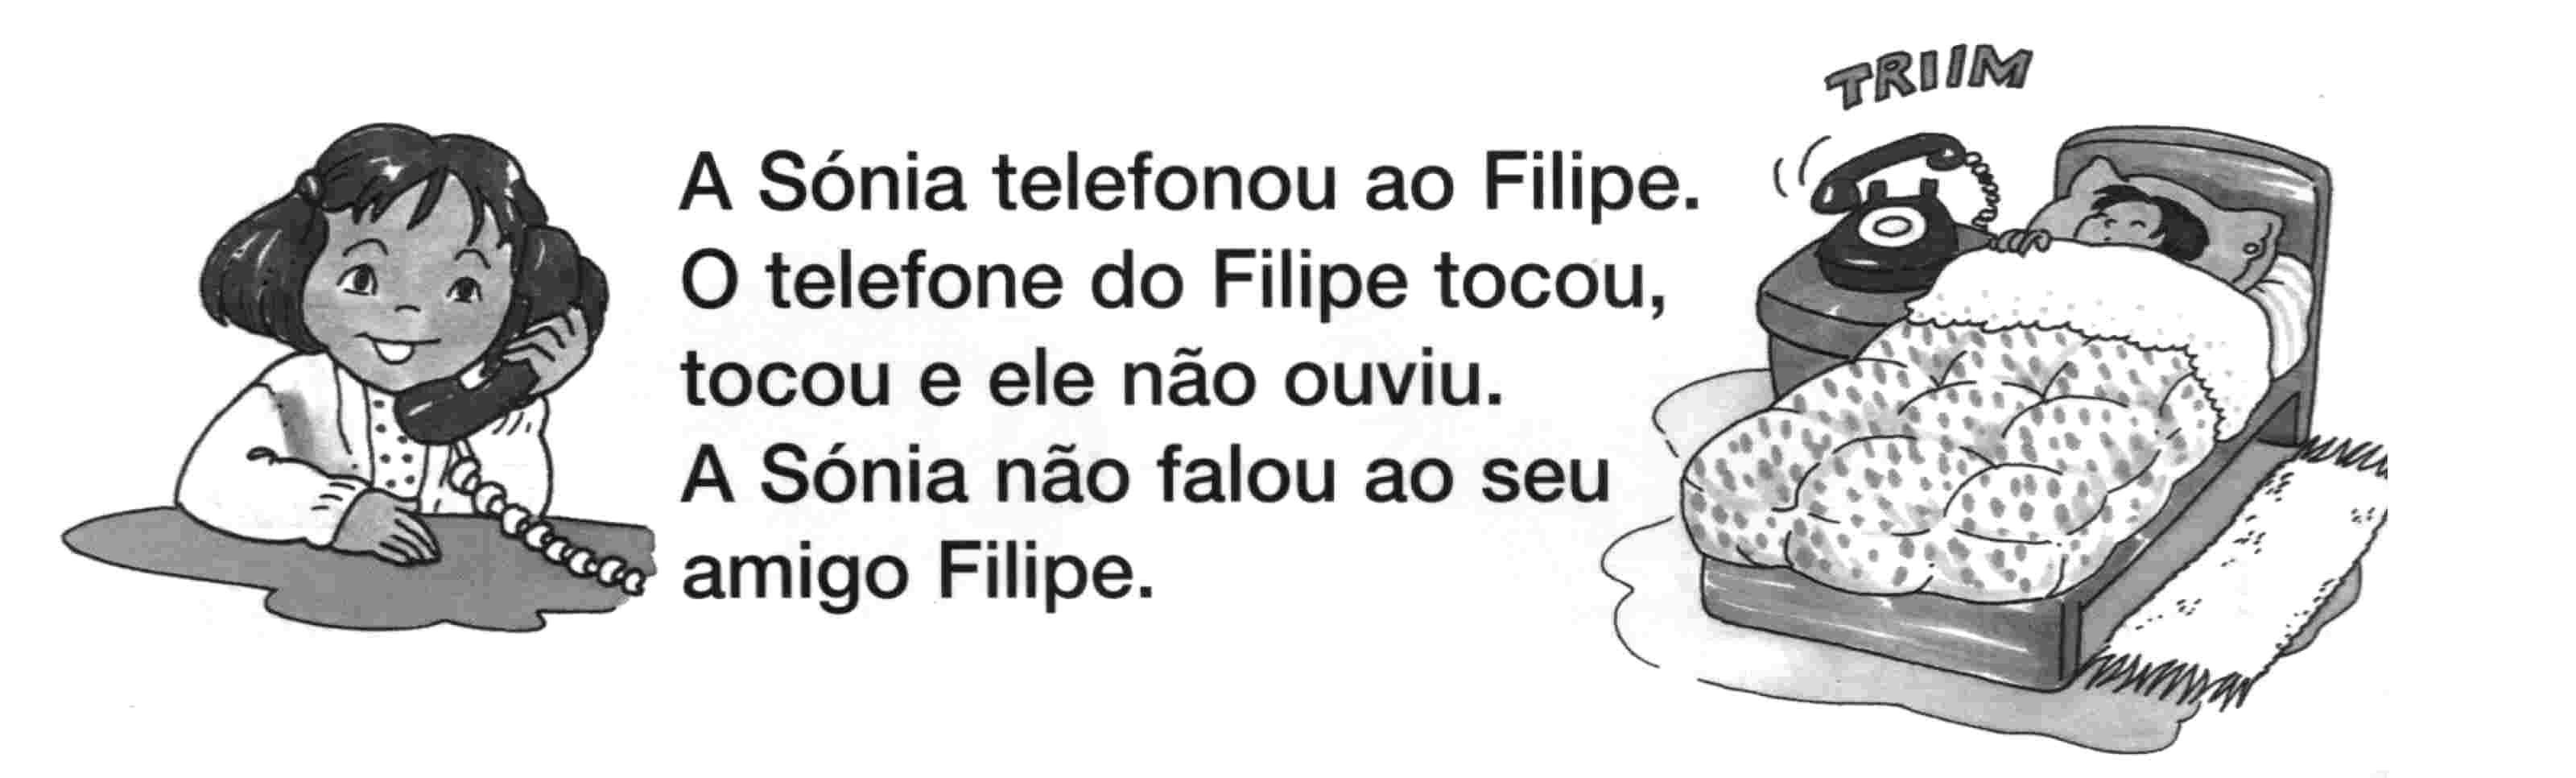 TRIIM
A Sónia telefonou ao Filipe.
O telefone do Filipe tocou,
tocou e ele não ouviu.
A Sónia não falou ao seu
amigo Filipe.